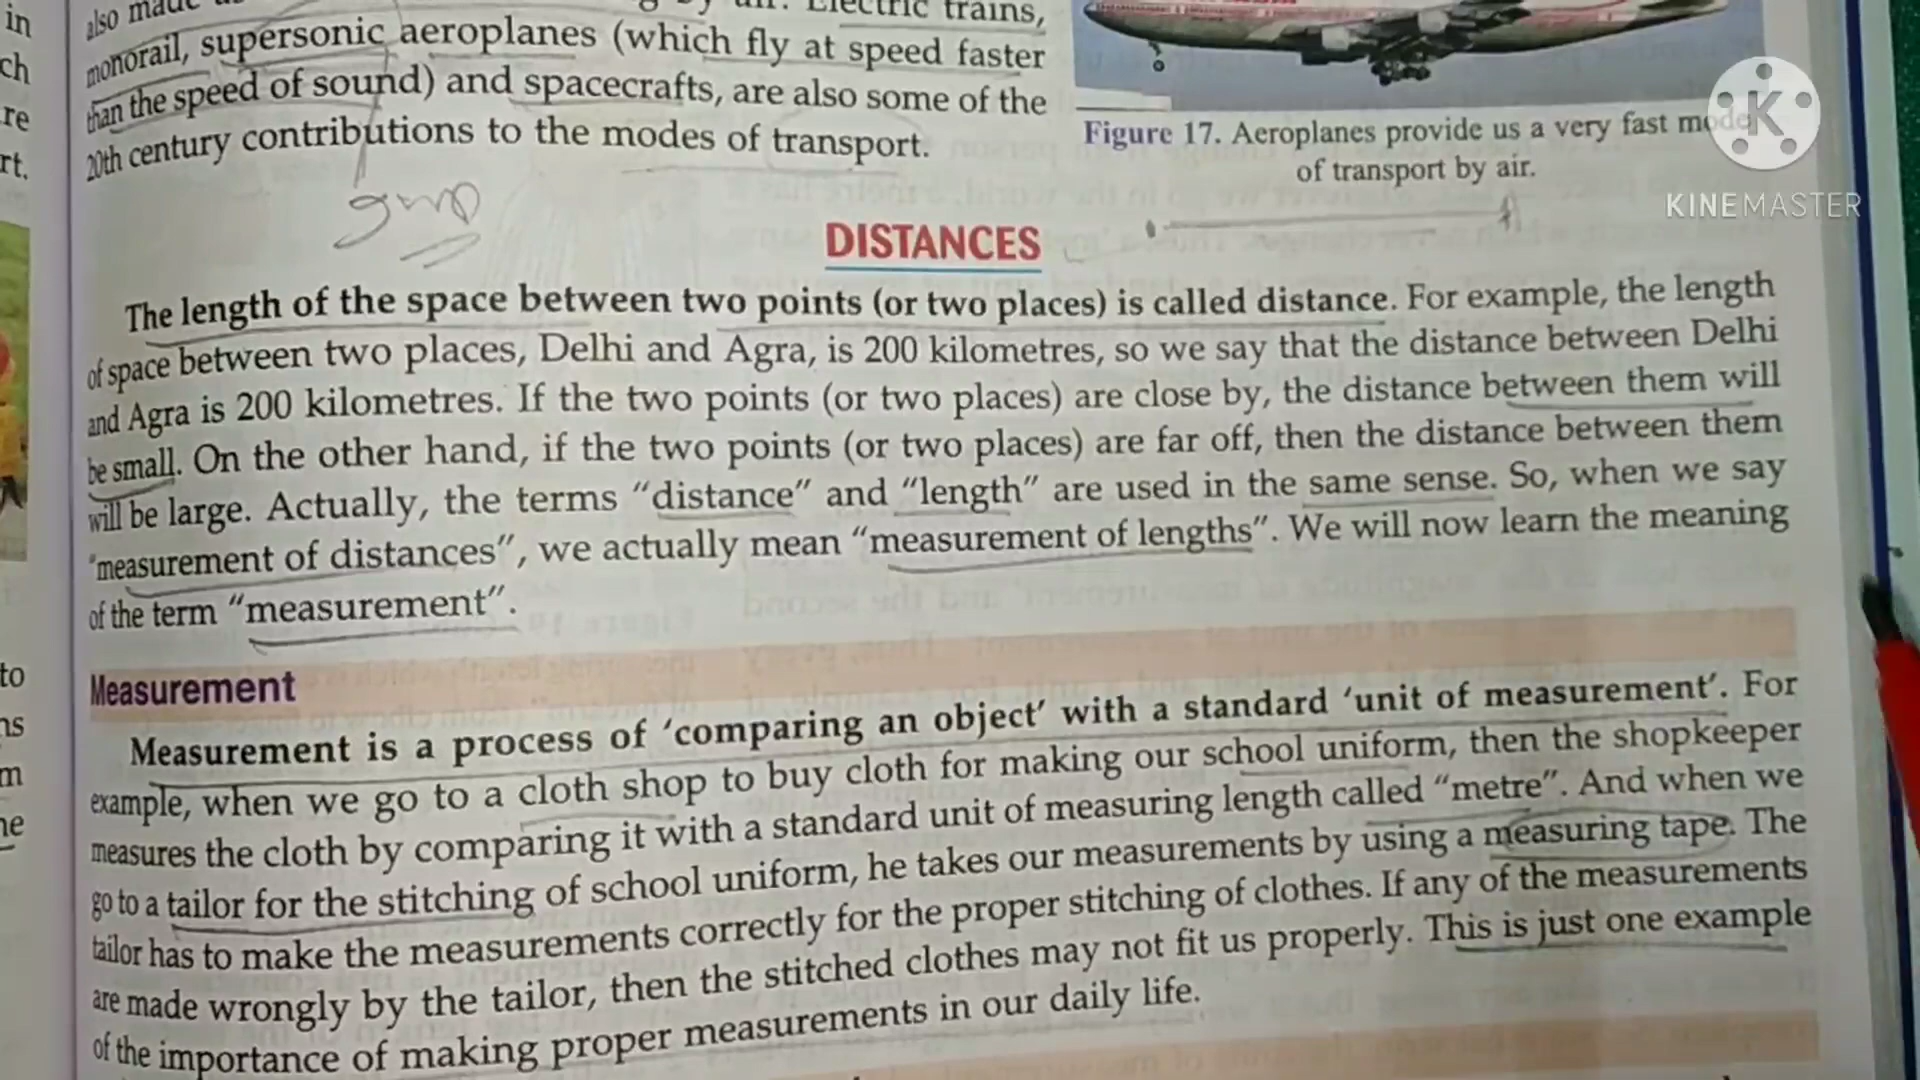 in
ch
re
rt.
to
ns
m
ne
also made
by air. Electric trains,
monorail, supersonic aeroplanes (which fly at speed faster
than the speed of sound) and spacecrafts, are also some of the
20th century contributions to the modes of transport.
Figure 17. Aeroplanes provide us a very fast mode
of transport by air.
K
KINEMASTER
DISTANCES
The length of the space between two points (or two places) is called distance. For example, the length
of space between two places, Delhi and Agra, is 200 kilometres, so we say that the distance between Delhi
and Agra is 200 kilometres. If the two points (or two places) are close by, the distance between them will
be small. On the other hand, if the two points (or two places) are far off, then the distance between them
will be large. Actually, the terms “distance” and “length” are used in the same sense. So, when we say
“measurement of distances”, we actually mean “measurement of lengths”. We will now learn the meaning
of the term “measurement”.
Measurement
Measurement is a process of ‘comparing an object’ with a standard ‘unit of measurement’. For
example, when we go to a cloth shop to buy cloth for making our school uniform, then the shopkeeper
measures the cloth by comparing it with a standard unit of measuring length called “metre”. And when we
go to a tailor for the stitching of school uniform, he takes our measurements by using a measuring tape. The
tailor has to make the measurements correctly for the proper stitching of clothes. If any of the measurements
are made wrongly by the tailor, then the stitched clothes may not fit us properly. This is just one example
of the importance of making proper measurements in our daily life.